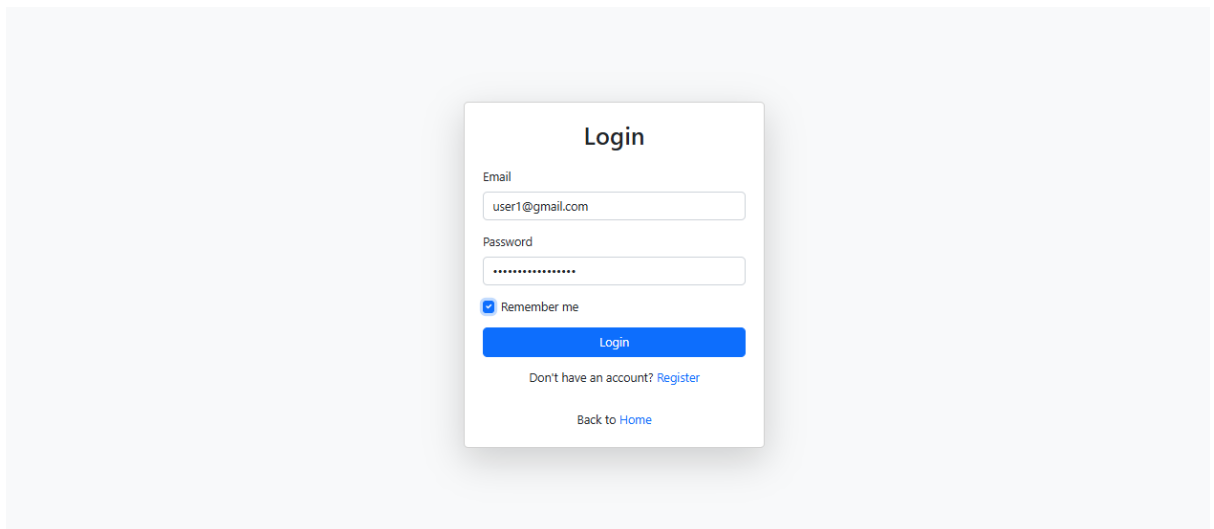 Login
Email
user1@gmail.com
Password
•••••••••••••••••
Remember me
Login
Don't have an account? Register
Back to Home